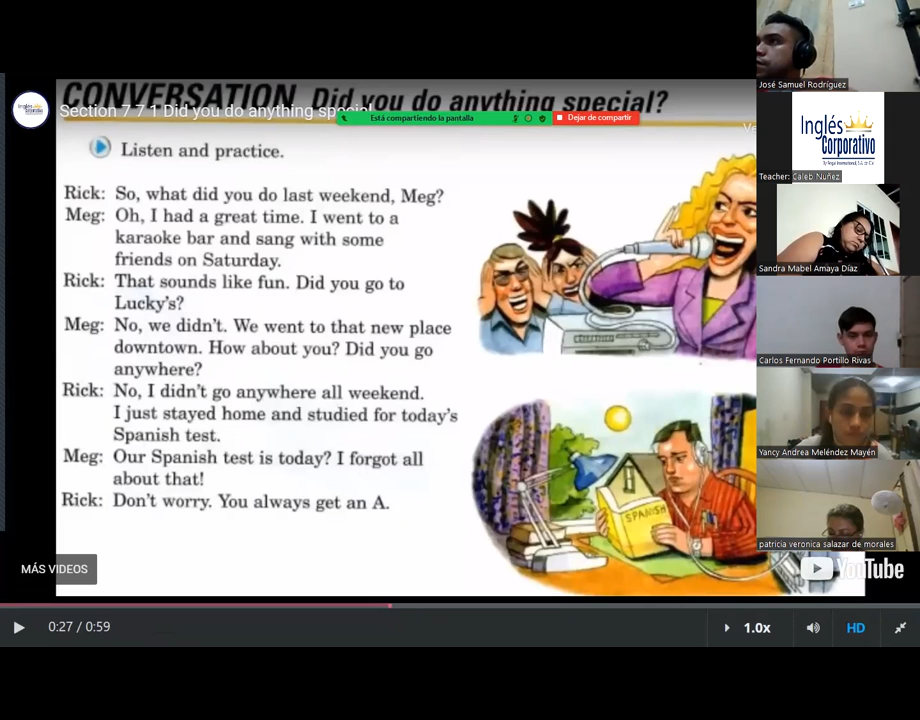 CONVERSATION Did you do anything special?
Section 7 7 1 Did you do anything special
Está compartiendo la pantalla
Dejar de compartir
Listen and practice.
Rick: So, what did you do last weekend, Meg?
Meg: Oh, I had a great time. I went to a
karaoke bar and sang with some
friends on Saturday.
Rick: That sounds like fun. Did you go to
Lucky's?
Meg: No, we didn't. We went to that new place
downtown. How about you? Did you go
anywhere?
Rick: No, I didn't go anywhere all weekend.
I just stayed home and studied for today's
Spanish test.
Meg: Our Spanish test is today? I forgot all
about that!
Rick: Don't worry. You always get an A.
SPANISH
MÁS VIDEOS
YouTube
0:27 / 0:59
1.0x
HD
José Samuel Rodríguez
Inglés
Corporativo
Teacher: Caleb Nuñez
Sandra Mabel Amaya Díaz
Carlos Fernando Portillo Rivas
Yancy Andrea Meléndez Mayén
patricia veronica salazar de morales